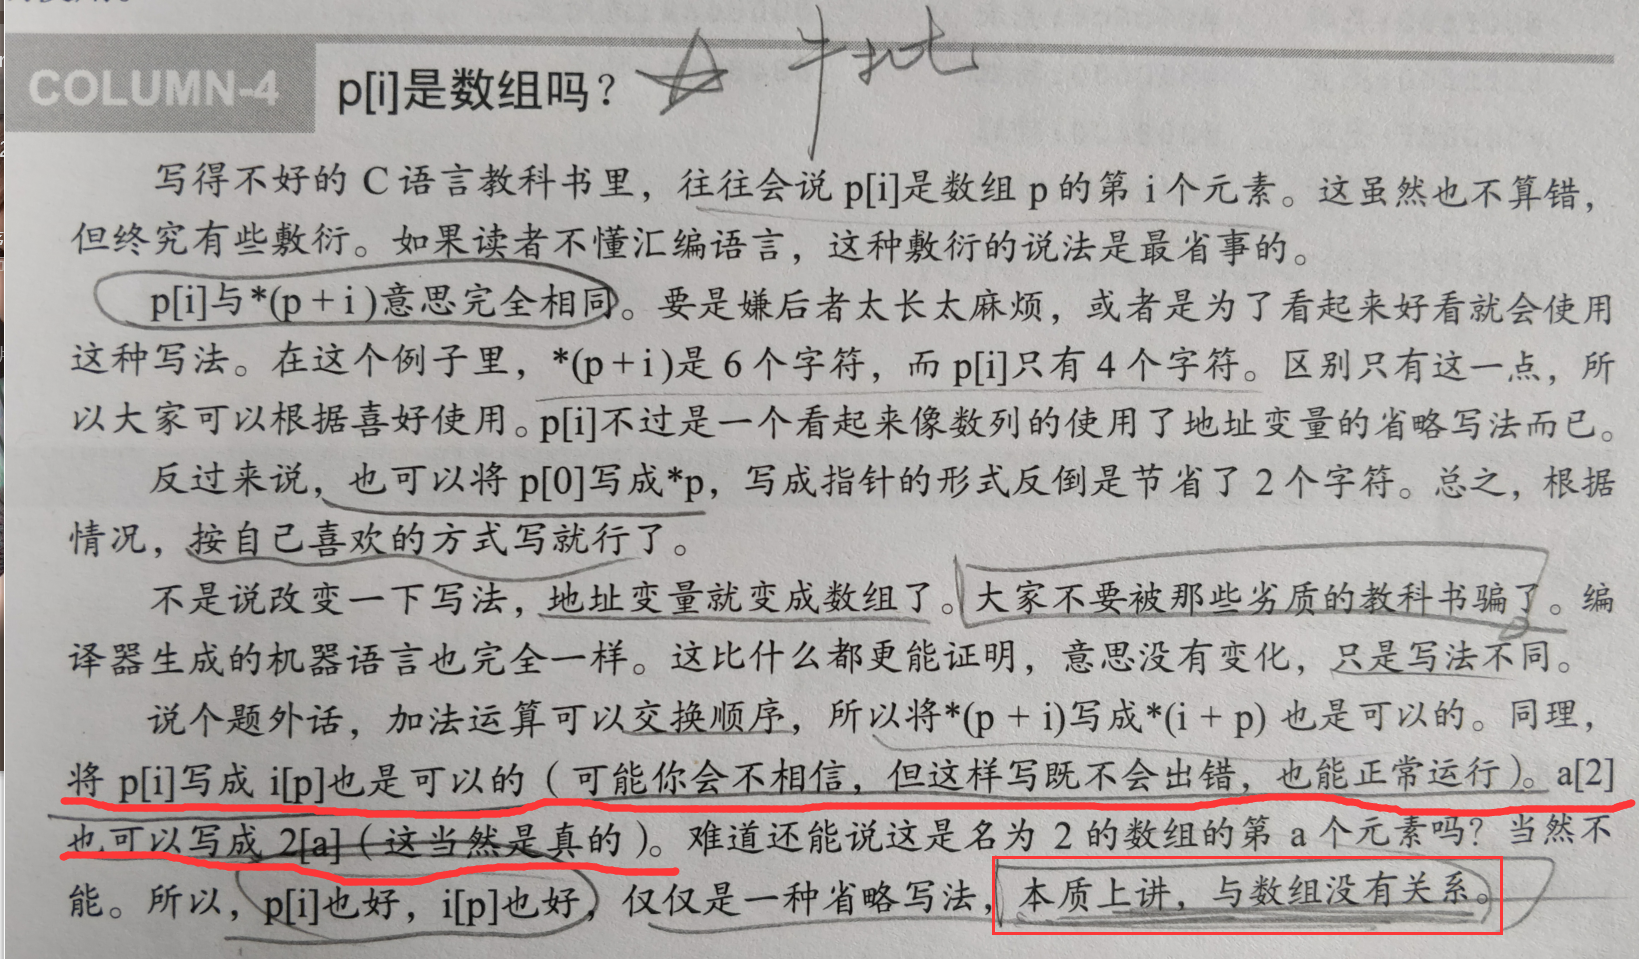 COLUMN-4 p[i]是数组吗？ 牛
写得不好的 C 语言教科书里，往往会说 p[i]是数组 p 的第 i 个元素。这虽然也不算错，
但终究有些敷衍。如果读者不懂汇编语言，这种敷衍的说法是最省事的。
p[i]与*(p + i )意思完全相同。要是嫌后者太长太麻烦，或者是为了看起来好看就会使用
这种写法。在这个例子里，*(p + i )是 6 个字符，而 p[i]只有 4 个字符。区别只有这一点，所
以大家可以根据喜好使用。p[i]不过是一个看起来像数列的使用了地址变量的省略写法而已。
反过来说，也可以将 p[0]写成*p，写成指针的形式反倒是节省了 2 个字符。总之，根据
情况，按自己喜欢的方式写就行了。
不是说改变一下写法，地址变量就变成数组了。大家不要被那些劣质的教科书骗了。编
译器生成的机器语言也完全一样。这比什么都更能证明，意思没有变化，只是写法不同。
说个题外话，加法运算可以交换顺序，所以将*(p + i)写成*(i + p) 也是可以的。同理，
将 p[i]写成 i[p]也是可以的（可能你会不相信，但这样写既不会出错，也能正常运行）。a[2]
也可以写成 2[a]（这当然是真的）。难道还能说这是名为 2 的数组的第 a 个元素吗？当然不
能。所以，p[i]也好，i[p]也好，仅仅是一种省略写法，本质上讲，与数组没有关系。